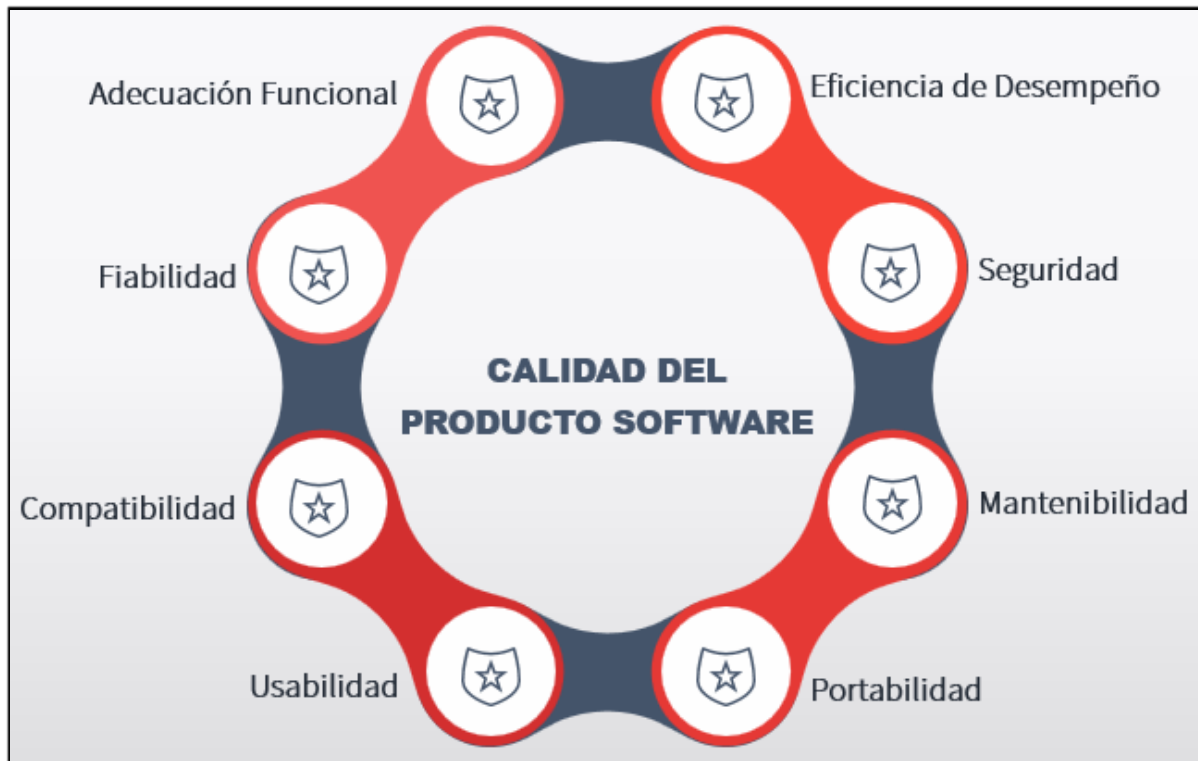 Adecuación Funcional
Eficiencia de Desempeño
Fiabilidad
Seguridad
CALIDAD DEL
PRODUCTO SOFTWARE
Compatibilidad
Mantenibilidad
Usabilidad
Portabilidad